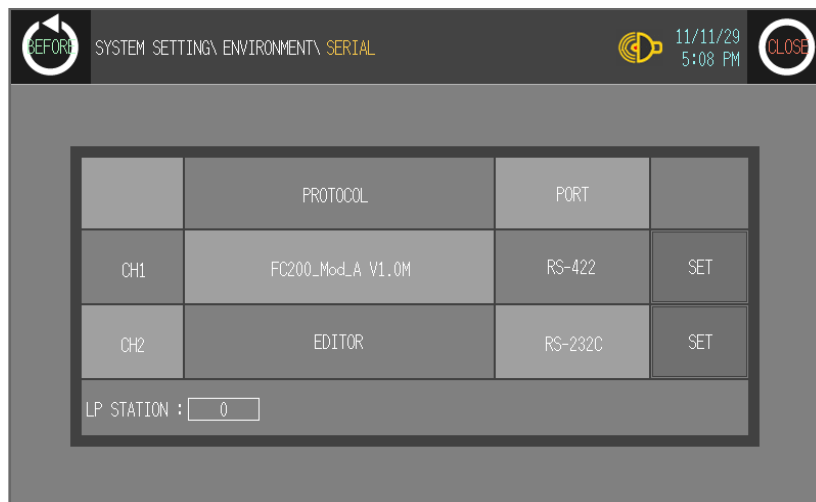 BEFORE
SYSTEM SETTING\ ENVIRONMENT\ SERIAL
11/11/29
5:08 PM
CLOSE
PROTOCOL PORT
CH1 FC200_Mod_A V1.0M RS-422 SET
CH2 EDITOR RS-232C SET
LP STATION : 0